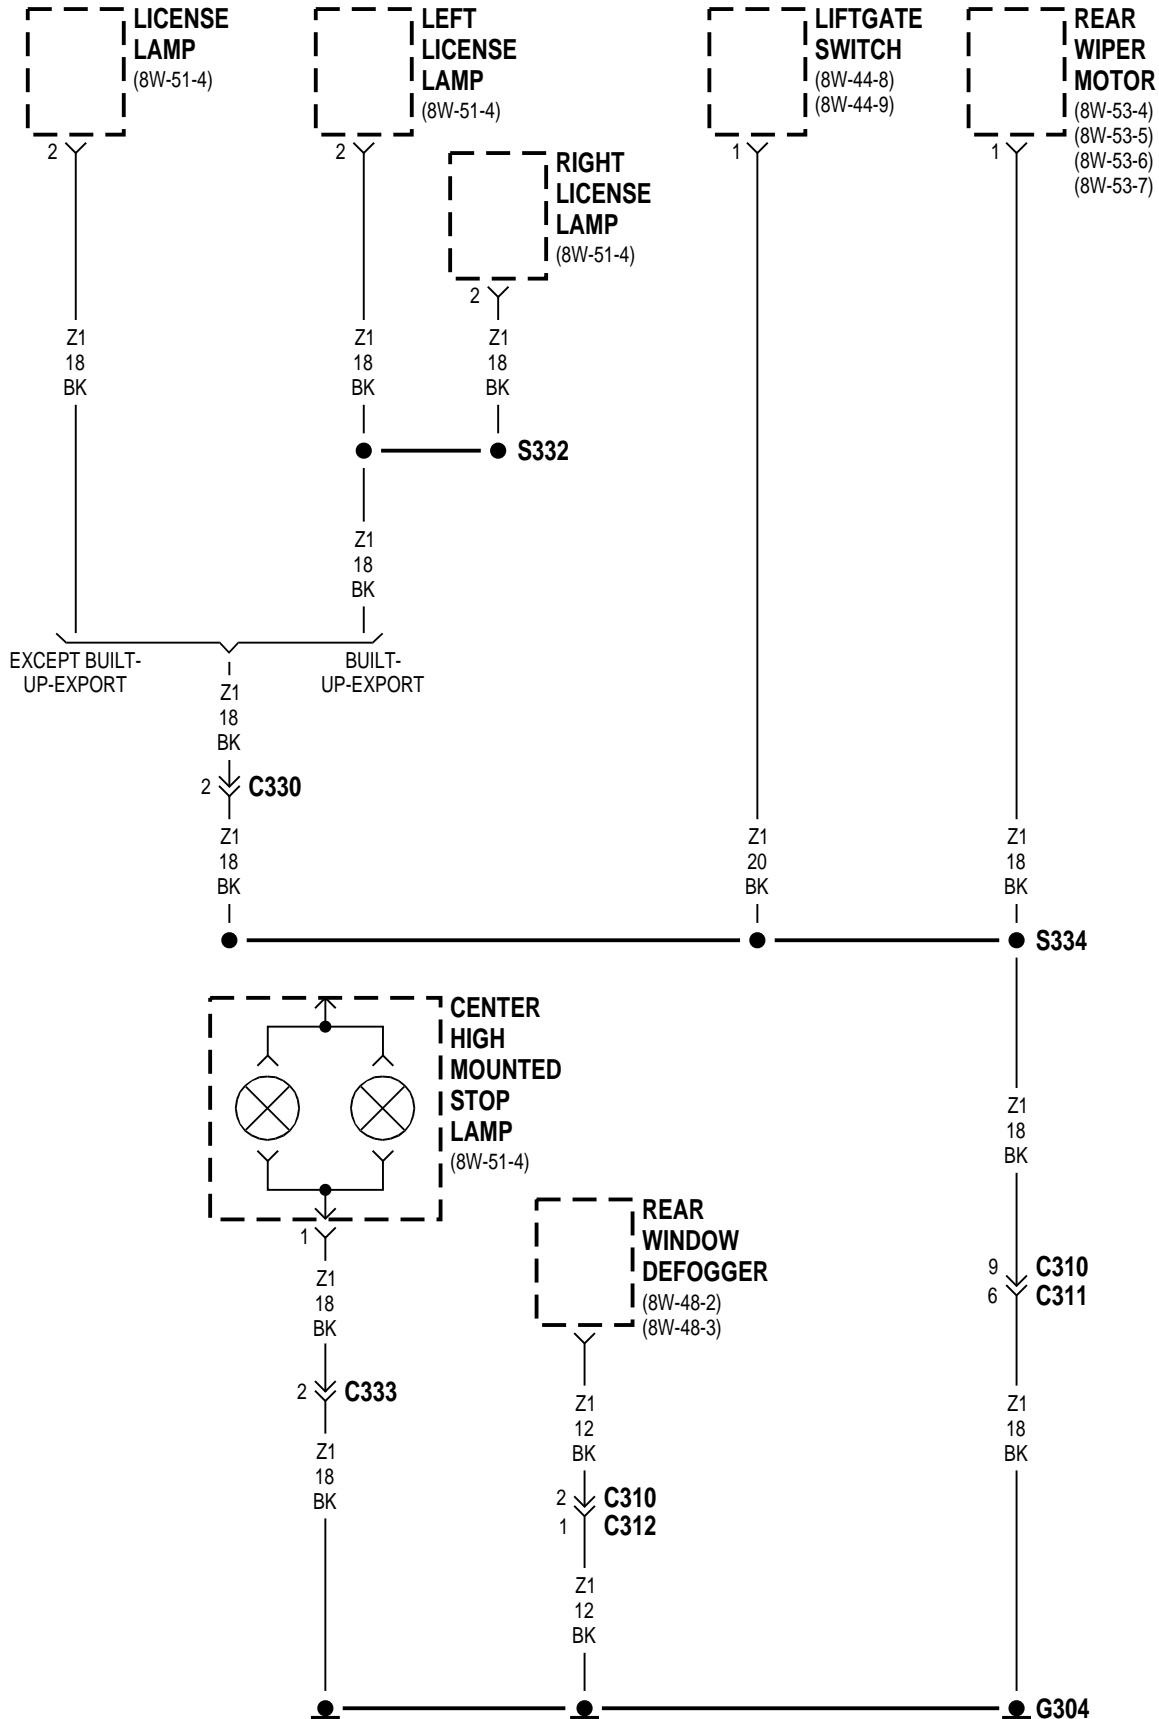 LICENSE
LAMP
(8W-51-4)
LEFT
LICENSE
LAMP
(8W-51-4)
LIFTGATE
SWITCH
(8W-44-8)
(8W-44-9)
REAR
WIPER
MOTOR
(8W-53-4)
(8W-53-5)
(8W-53-6)
(8W-53-7)
2
2
1
1
RIGHT
LICENSE
LAMP
(8W-51-4)
2
Z1
18
BK
Z1
18
BK
Z1
18
BK
S332
Z1
18
BK
EXCEPT BUILT-
UP-EXPORT
BUILT-
UP-EXPORT
Z1
18
BK
2
C330
Z1
18
BK
Z1
20
BK
Z1
18
BK
S334
CENTER
HIGH
MOUNTED
STOP
LAMP
(8W-51-4)
1
Z1
18
BK
REAR
WINDOW
DEFOGGER
(8W-48-2)
(8W-48-3)
9 C310
6 C311
Z1
18
BK
2 C333
Z1
12
BK
Z1
18
BK
Z1
18
BK
2 C310
1 C312
Z1
12
BK
G304